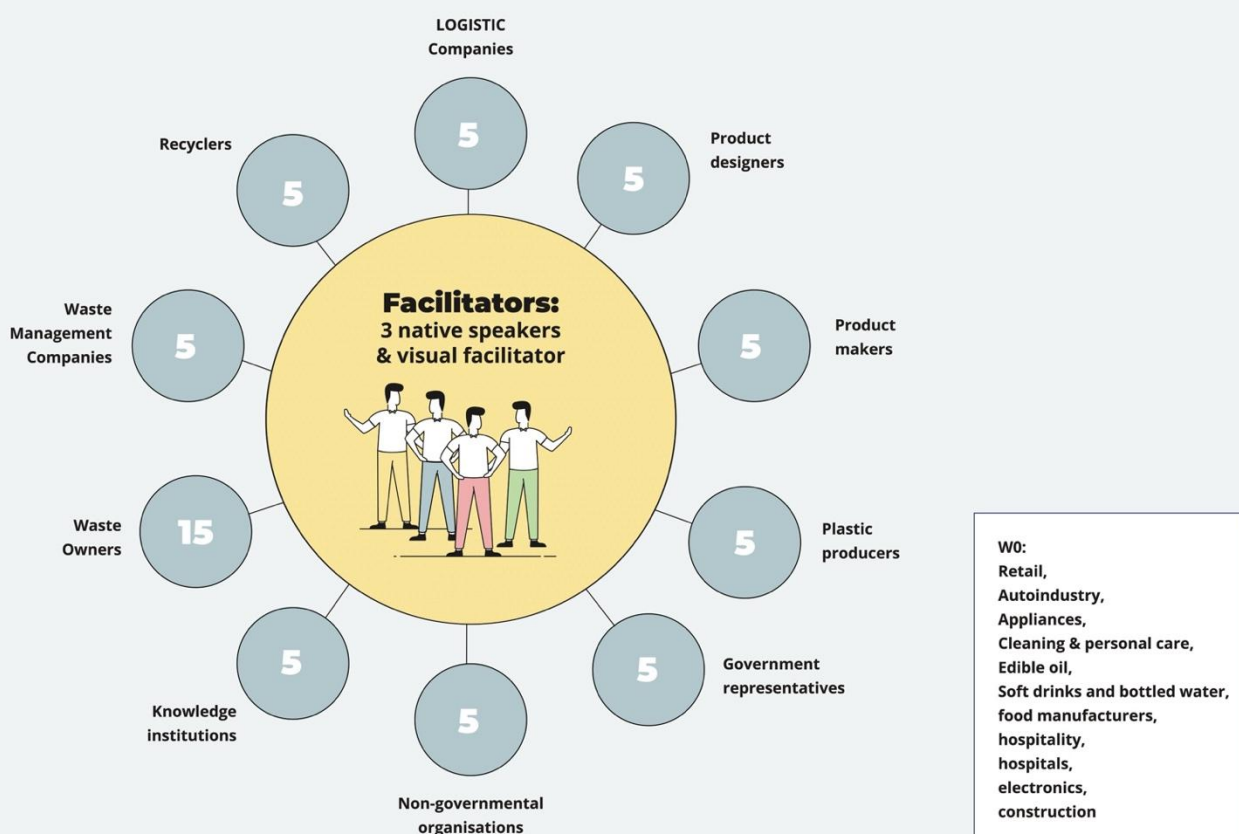 LOGISTIC
Companies
5
Recyclers
5
5
Product
designers
Waste
Management
Companies
5
Facilitators:
3 native speakers
& visual facilitator
5
Product
makers
Waste
Owners
15
5
Plastic
producers
Knowledge
institutions
5
5
Non-governmental
organisations
5
Government
representatives
W0:
Retail,
Autoindustry,
Appliances,
Cleaning & personal care,
Edible oil,
Soft drinks and bottled water,
food manufacturers,
hospitality,
hospitals,
electronics,
construction